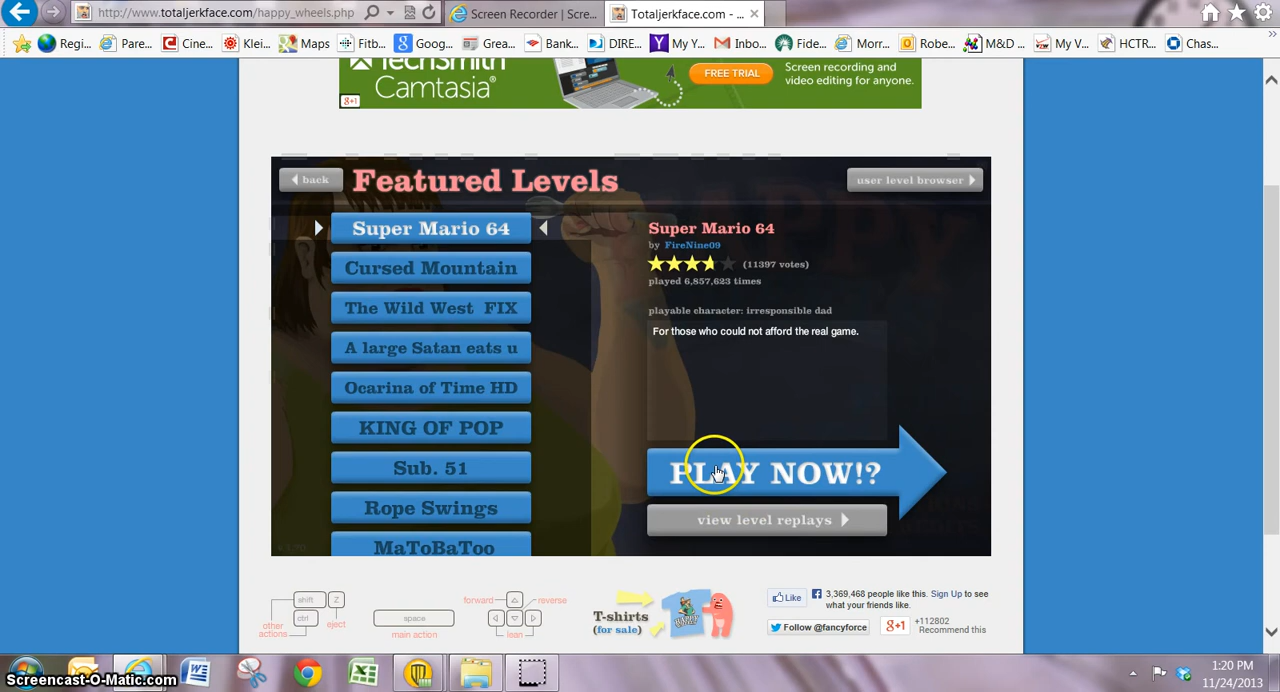 http://www.totaljerkface.com/happy_wheels.php
Screen Recorder | Scre...
Totaljerkface.com - ...
Regi...
Pare...
Cine...
Klei...
Maps
Fitb...
Goog...
Grea...
Bank...
DIRE...
My Y...
Inbo...
Fide...
Morr...
Robe...
M&D ...
My V...
HCTR...
Chas...
TechSmith
Camtasia®
FREE TRIAL
Screen recording and
video editing for anyone.
g+1
back
Featured Levels
user level browser
Super Mario 64
Cursed Mountain
The Wild West FIX
A large Satan eats u
Ocarina of Time HD
KING OF POP
Sub. 51
Rope Swings
MaToBaToo
Super Mario 64
by FireNine09
(11397 votes)
played 6,857,623 times
playable character: irresponsible dad
For those who could not afford the real game.
PLAY NOW!?
view level replays
shift
Z
ctrl
eject
other
actions
space
main action
forward
reverse
lean
T-shirts
(for sale)
Like
3,369,468 people like this. Sign Up to see
what your friends like.
Follow @fancyforce
g+1
+112802
Recommend this
Screencast-O-Matic.com
1:20 PM
11/24/2013